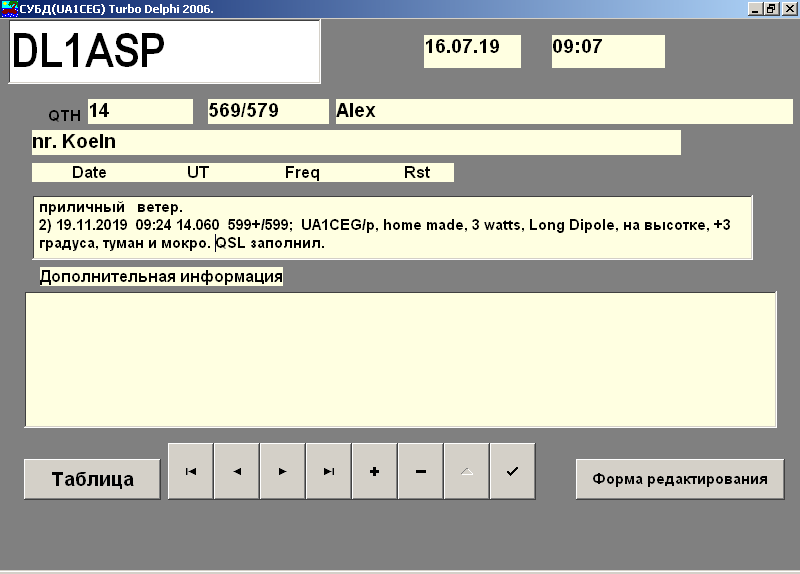 СУБД(UA1CEG) Turbo Delphi 2006.
DL1ASP
16.07.19 09:07
QTH 14 569/579 Alex
nr. Koeln
Date UT Freq Rst
приличный ветер.
2) 19.11.2019 09:24 14.060 599+/599; UA1CEG/p, home made, 3 watts, Long Dipole, на высотке, +3
градуса, туман и мокро. QSL заполнил.
Дополнительная информация
Таблица
Форма редактирования